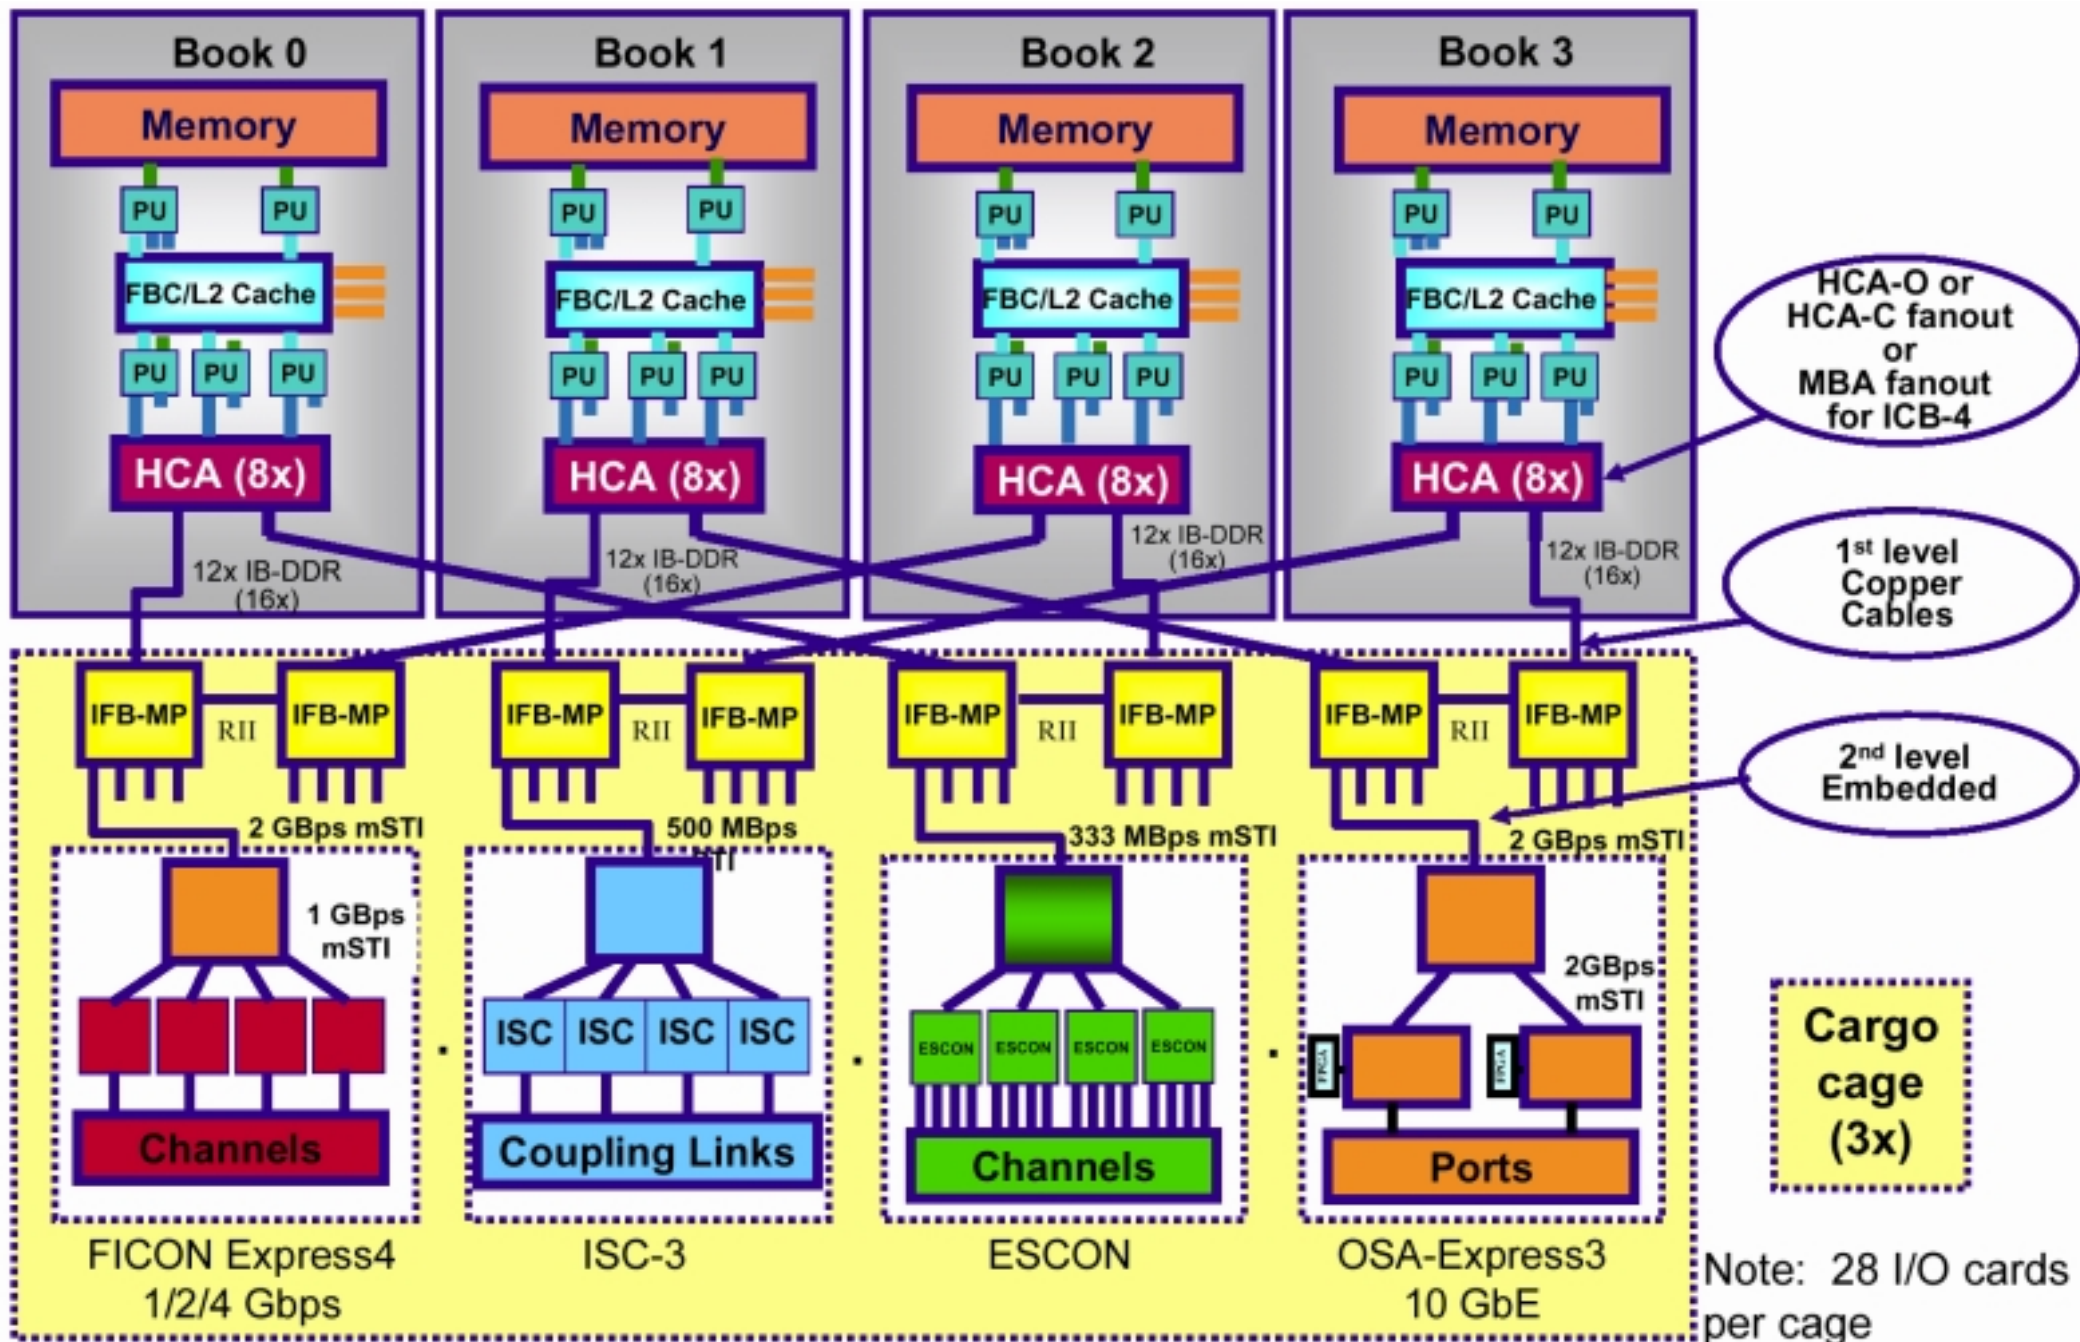 Book 0
Book 1
Book 2
Book 3
Memory
Memory
Memory
Memory
PU
PU
PU
PU
PU
PU
PU
PU
FBC/L2 Cache
FBC/L2 Cache
FBC/L2 Cache
FBC/L2 Cache
PU
PU
PU
PU
PU
PU
PU
PU
PU
PU
PU
PU
HCA (8x)
HCA (8x)
HCA (8x)
HCA (8x)
HCA-O or
HCA-C fanout
or
MBA fanout
for ICB-4
12x IB-DDR
(16x)
12x IB-DDR
(16x)
12x IB-DDR
(16x)
12x IB-DDR
(16x)
1st level
Copper
Cables
IFB-MP
RII
IFB-MP
IFB-MP
RII
IFB-MP
IFB-MP
RII
IFB-MP
IFB-MP
RII
IFB-MP
2nd level
Embedded
2 GBps mSTI
500 MBps
333 MBps mSTI
2 GBps mSTI
1 GBps
mSTI
2GBps
mSTI
ISC
ISC
ISC
ISC
ESCON
ESCON
ESCON
ESCON
FPGA
FPGA
Channels
Coupling Links
Channels
Ports
Cargo
cage
(3x)
FICON Express4
1/2/4 Gbps
ISC-3
ESCON
OSA-Express3
10 GbE
Note: 28 I/O cards
per cage